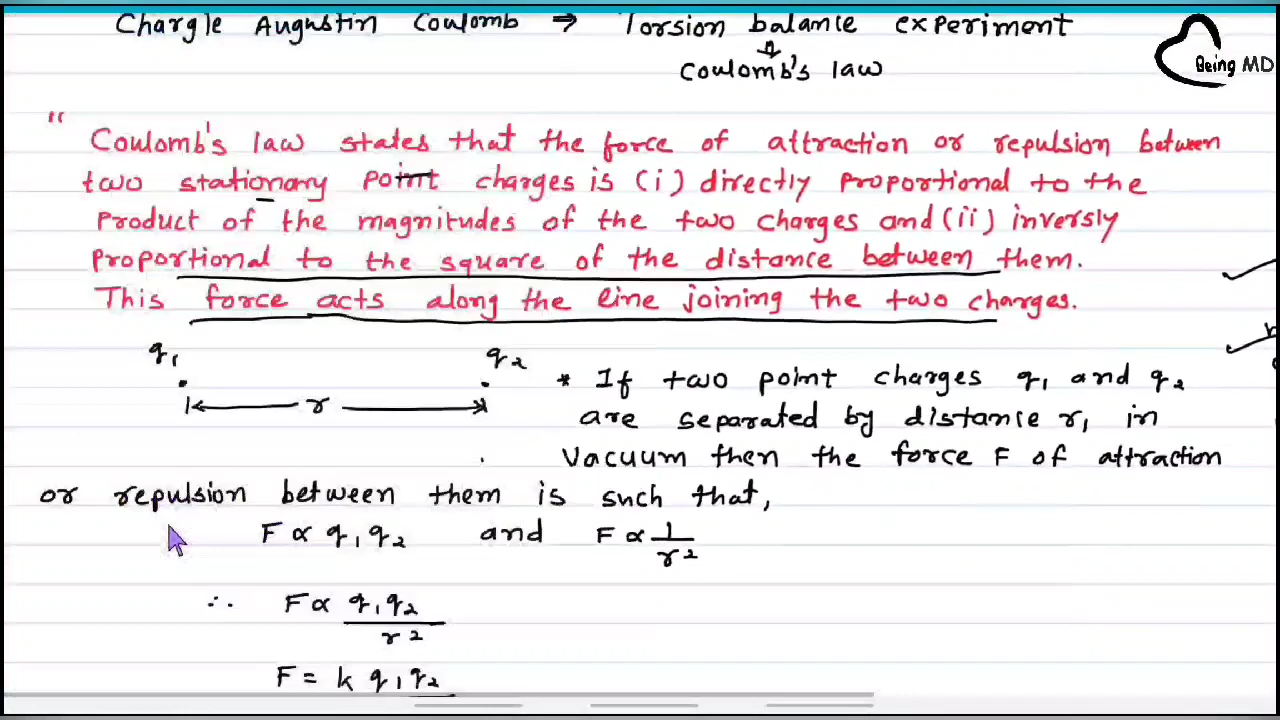 Chargle Augustin Coulomb ⇒ Torsion balance experiment
⇓
Coulomb's law
Being MD
"
Coulomb's law states that the force of attraction or repulsion between
two stationary point charges is (i) directly proportional to the
product of the magnitudes of the two charges and (ii) inversly
proportional to the square of the distance between them.
This force acts along the line joining the two charges.
q₁ q₂
r
* If two point charges q₁ and q₂
are separated by distance r, in
vacuum then the force F of attraction
or repulsion between them is such that,
F ∝ q₁q₂ and F ∝ 1/r²
∴ F ∝ q₁q₂/r²
F = k q₁q₂